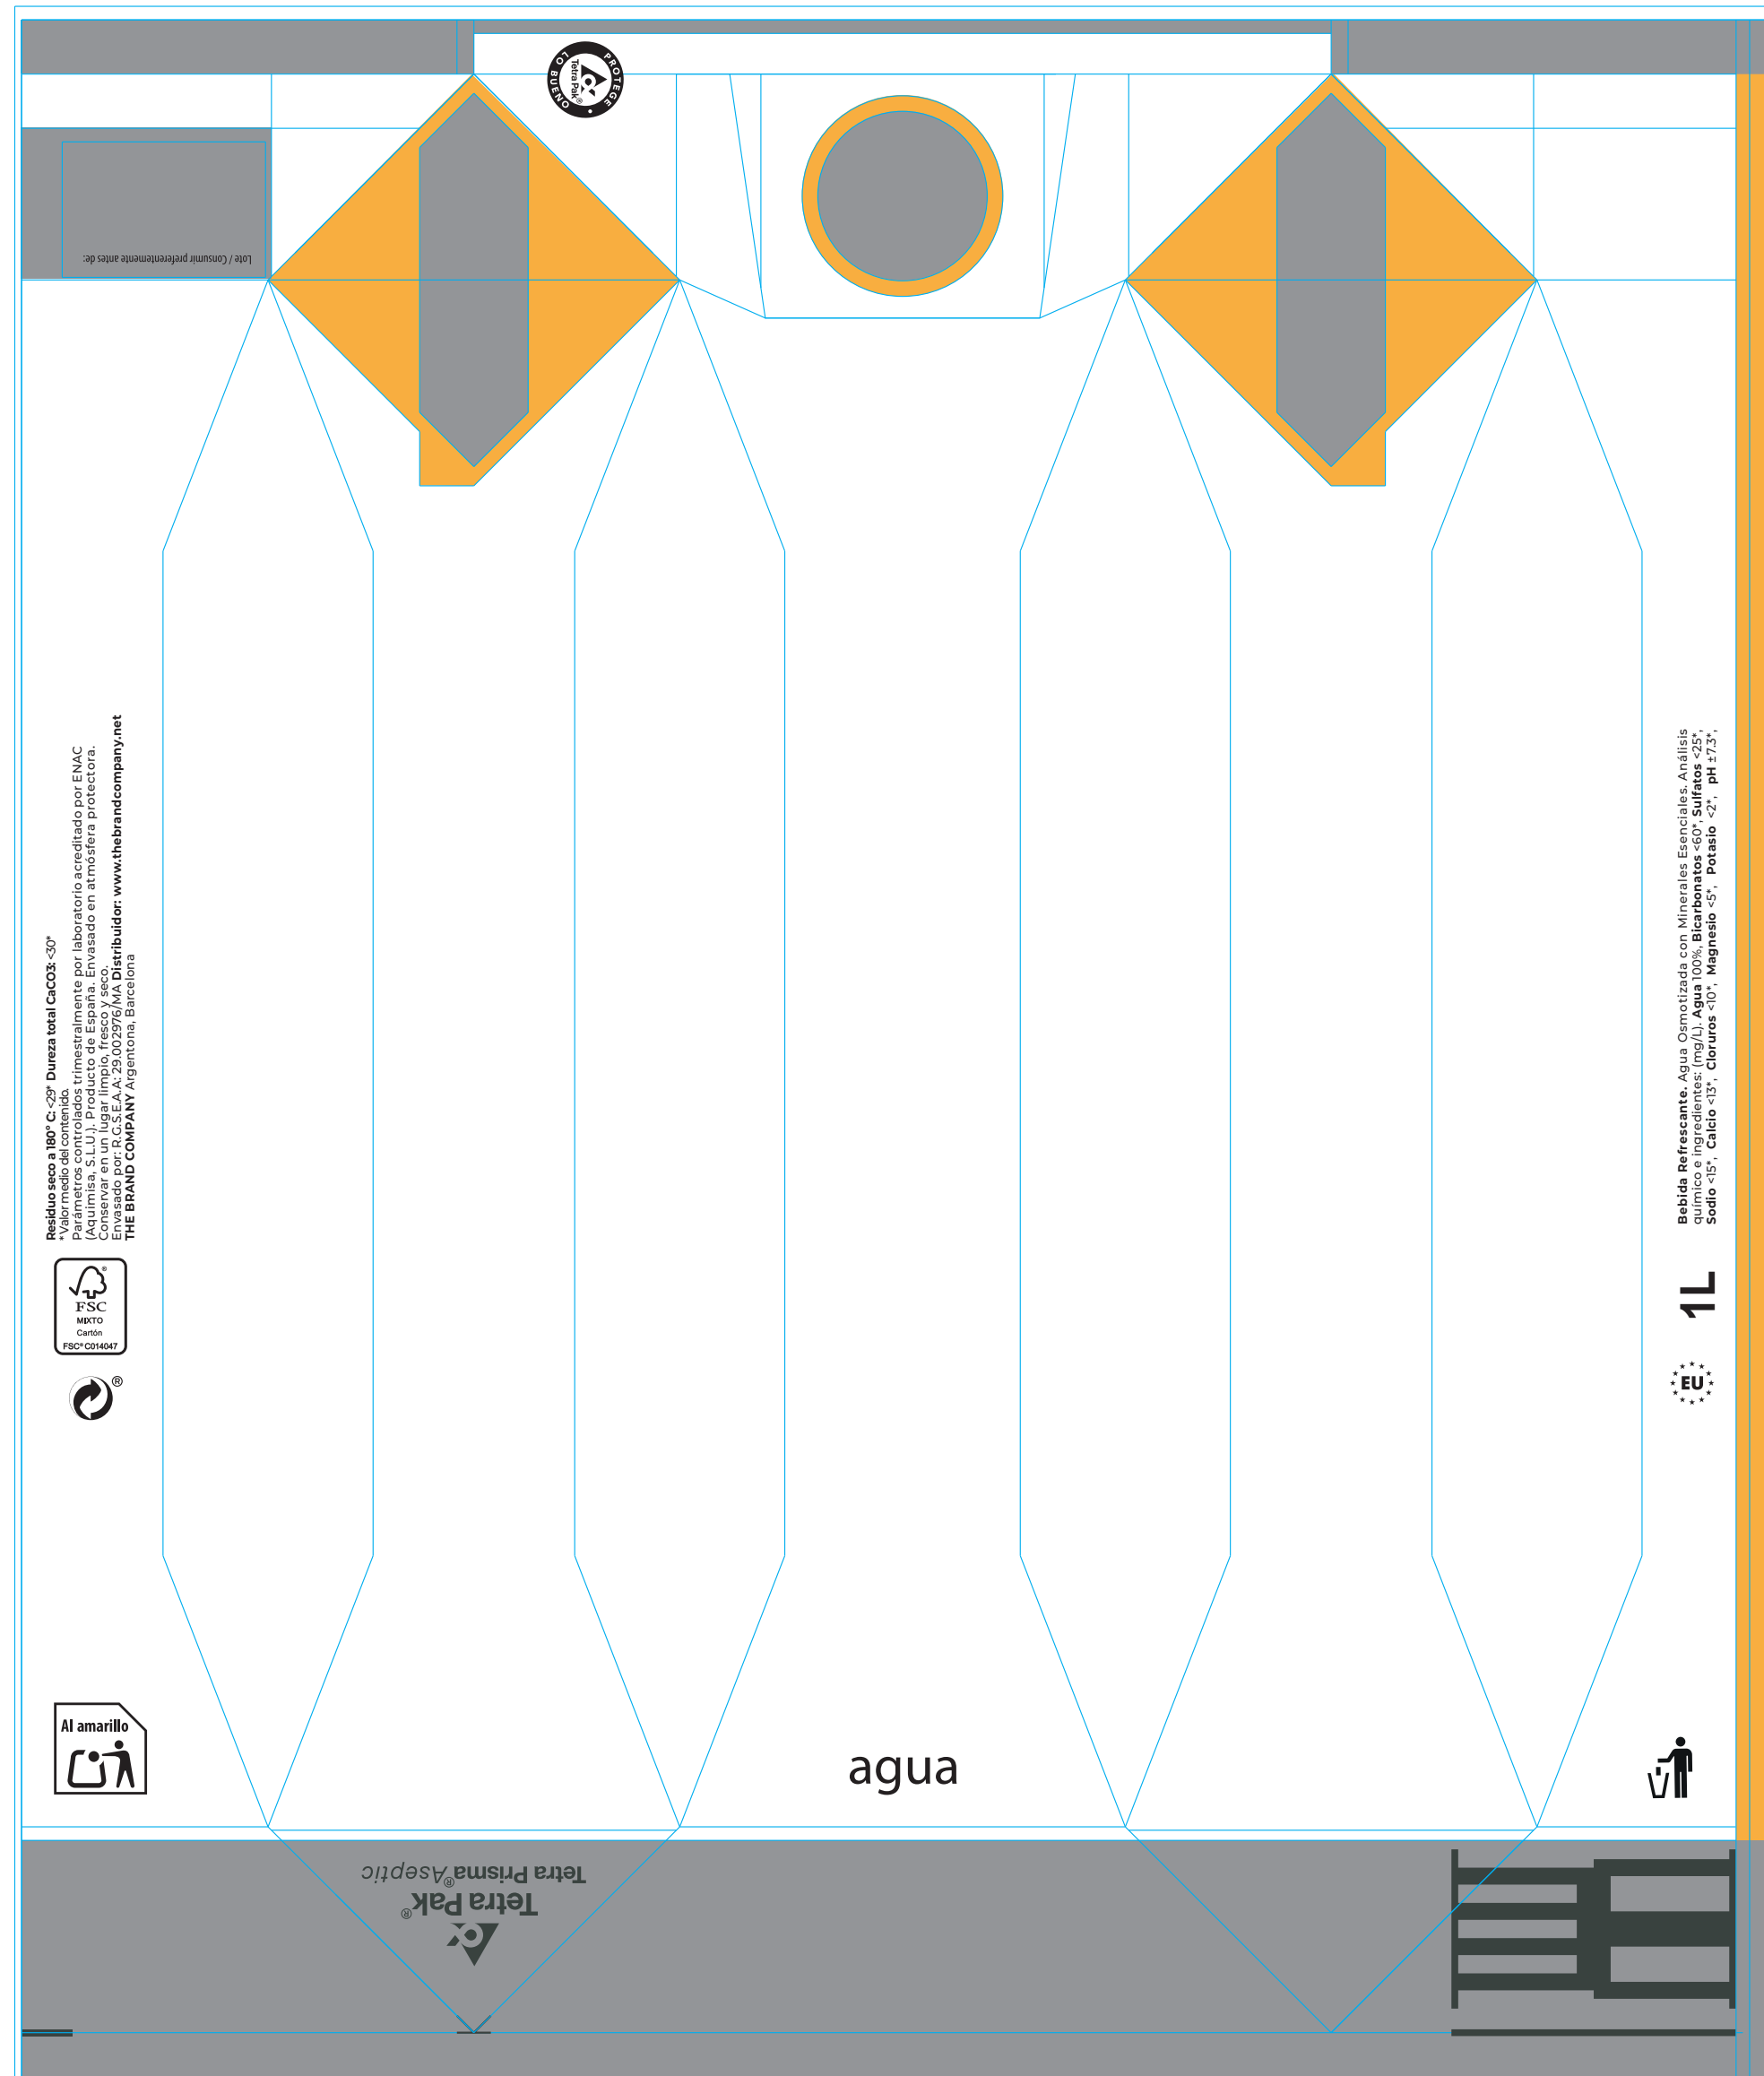 PROTEGE
LO BUENO
Tetra Pak®
Lote / Consumir preferentemente antes de:
Residuo seco a 180º C: <29* Dureza total CaCO3: <30*
*Valor medio del contenido.
Parámetros controlados trimestralmente por laboratorio acreditado por ENAC
(Aquimisa, S.L.U.). Producto de España. Envasado en atmósfera protectora.
Conservar en un lugar limpio, fresco y seco.
Envasado por: R.G.S.E.A.A: 29.002976/MA Distribuidor: www.thebrandcompany.net
THE BRAND COMPANY Argentona, Barcelona
FSC
MIXTO
Cartón
FSC® C014047
®
Al amarillo
agua
Bebida Refrescante. Agua Osmotizada con Minerales Esenciales. Análisis
químico e ingredientes: (mg/L). Agua 100%, Bicarbonatos <60*, Sulfatos <25*,
Sodio <15*, Calcio <13*, Cloruros <10*, Magnesio <5*, Potasio <2*, pH ±7.3*,
1L
EU
Tetra Pak®
Tetra Prisma® Aseptic